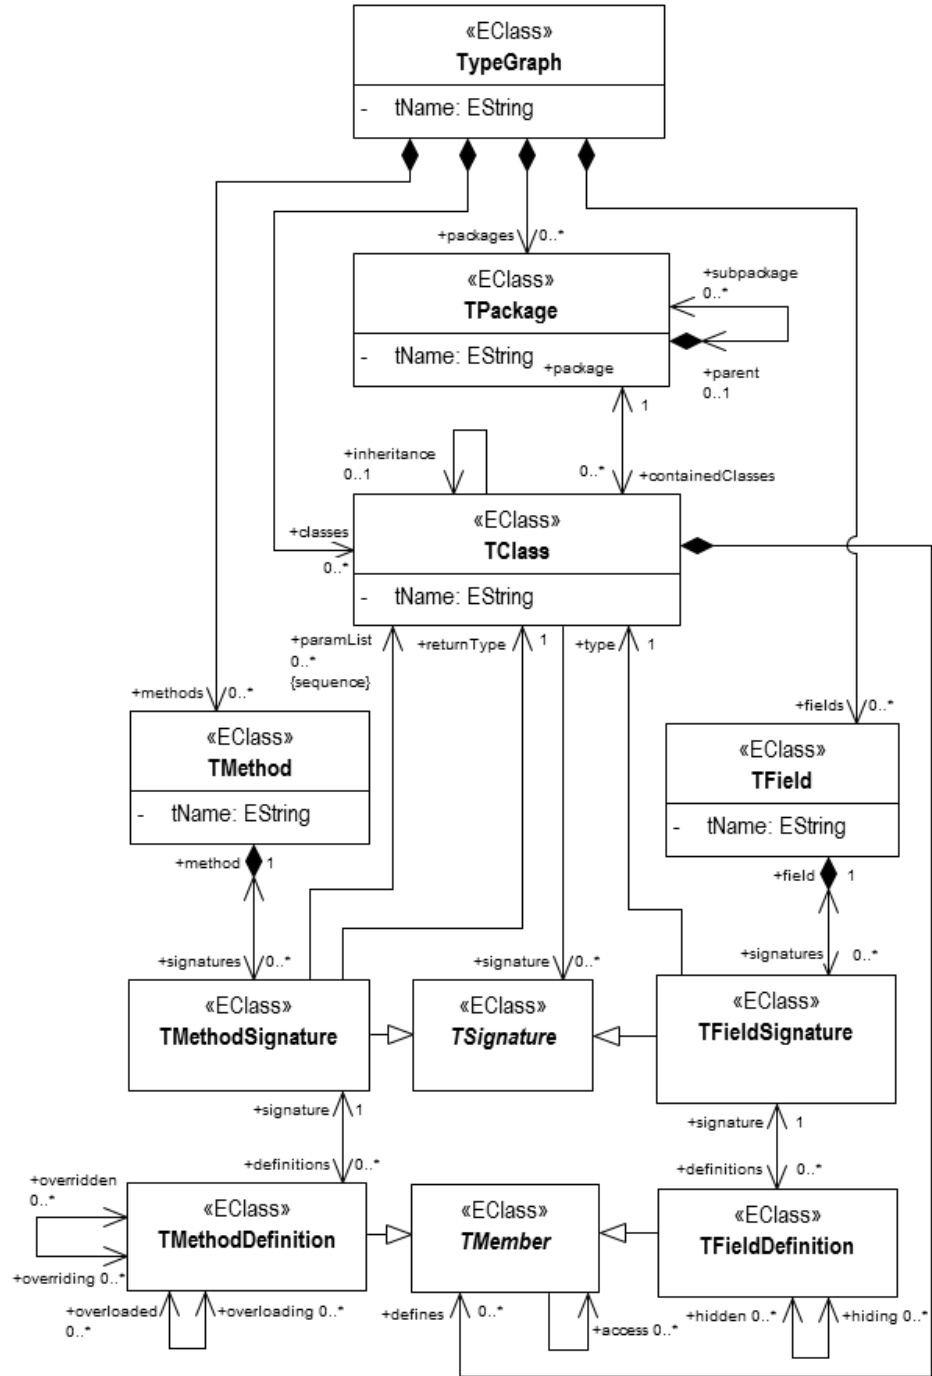 «EClass»
TypeGraph
- tName: EString
+packages 0..*
«EClass»
TPackage
- tName: EString
+subpackage
0..*
+parent
0..1
+package
1
+inheritance
0..1
0..*
+containedClasses
+classes
0..*
«EClass»
TClass
- tName: EString
+paramList
0..*
{sequence}
+returnType 1
+type 1
+methods 0..*
«EClass»
TMethod
- tName: EString
+fields 0..*
«EClass»
TField
- tName: EString
+method 1
+field 1
+signatures 0..*
+signature 0..*
+signatures 0..*
«EClass»
TMethodSignature
«EClass»
TSignature
«EClass»
TFieldSignature
+signature 1
+signature 1
+definitions 0..*
+definitions 0..*
+overridden
0..*
+overriding 0..*
«EClass»
TMethodDefinition
«EClass»
TMember
«EClass»
TFieldDefinition
+overloaded
0..*
+overloading 0..*
+defines 0..*
+access 0..*
+hidden 0..*
+hiding 0..*